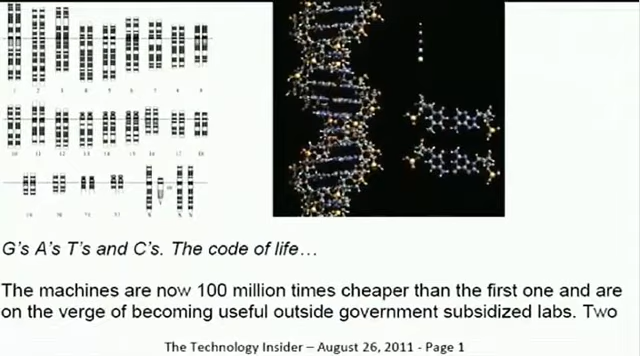 G's A's T's and C's. The code of life…
The machines are now 100 million times cheaper than the first one and are
on the verge of becoming useful outside government subsidized labs. Two
The Technology Insider – August 26, 2011 - Page 1